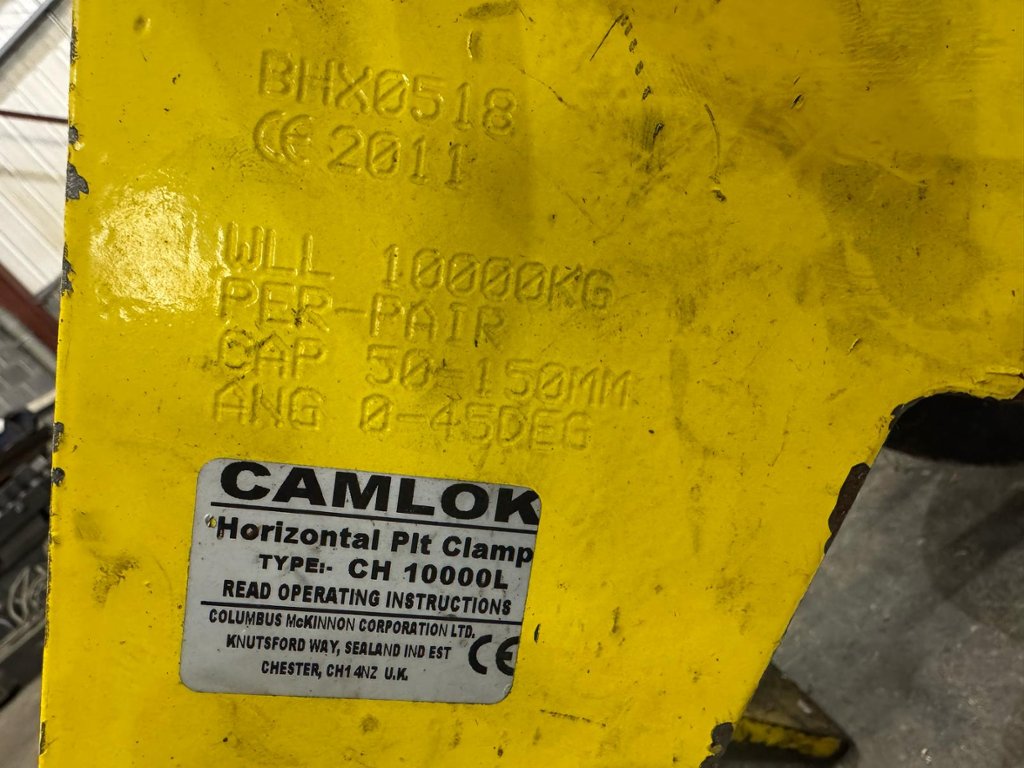 BHX0518
CE 2011
WLL 10000KG
PER-PAIR
CAP 50-150MM
ANG 0-45DEG
CAMLOK
Horizontal Plt Clamp
TYPE:- CH 10000L
READ OPERATING INSTRUCTIONS
COLUMBUS McKINNON CORPORATION LTD.
KNUTSFORD WAY, SEALAND IND EST
CHESTER, CH1 4NZ U.K.
CE